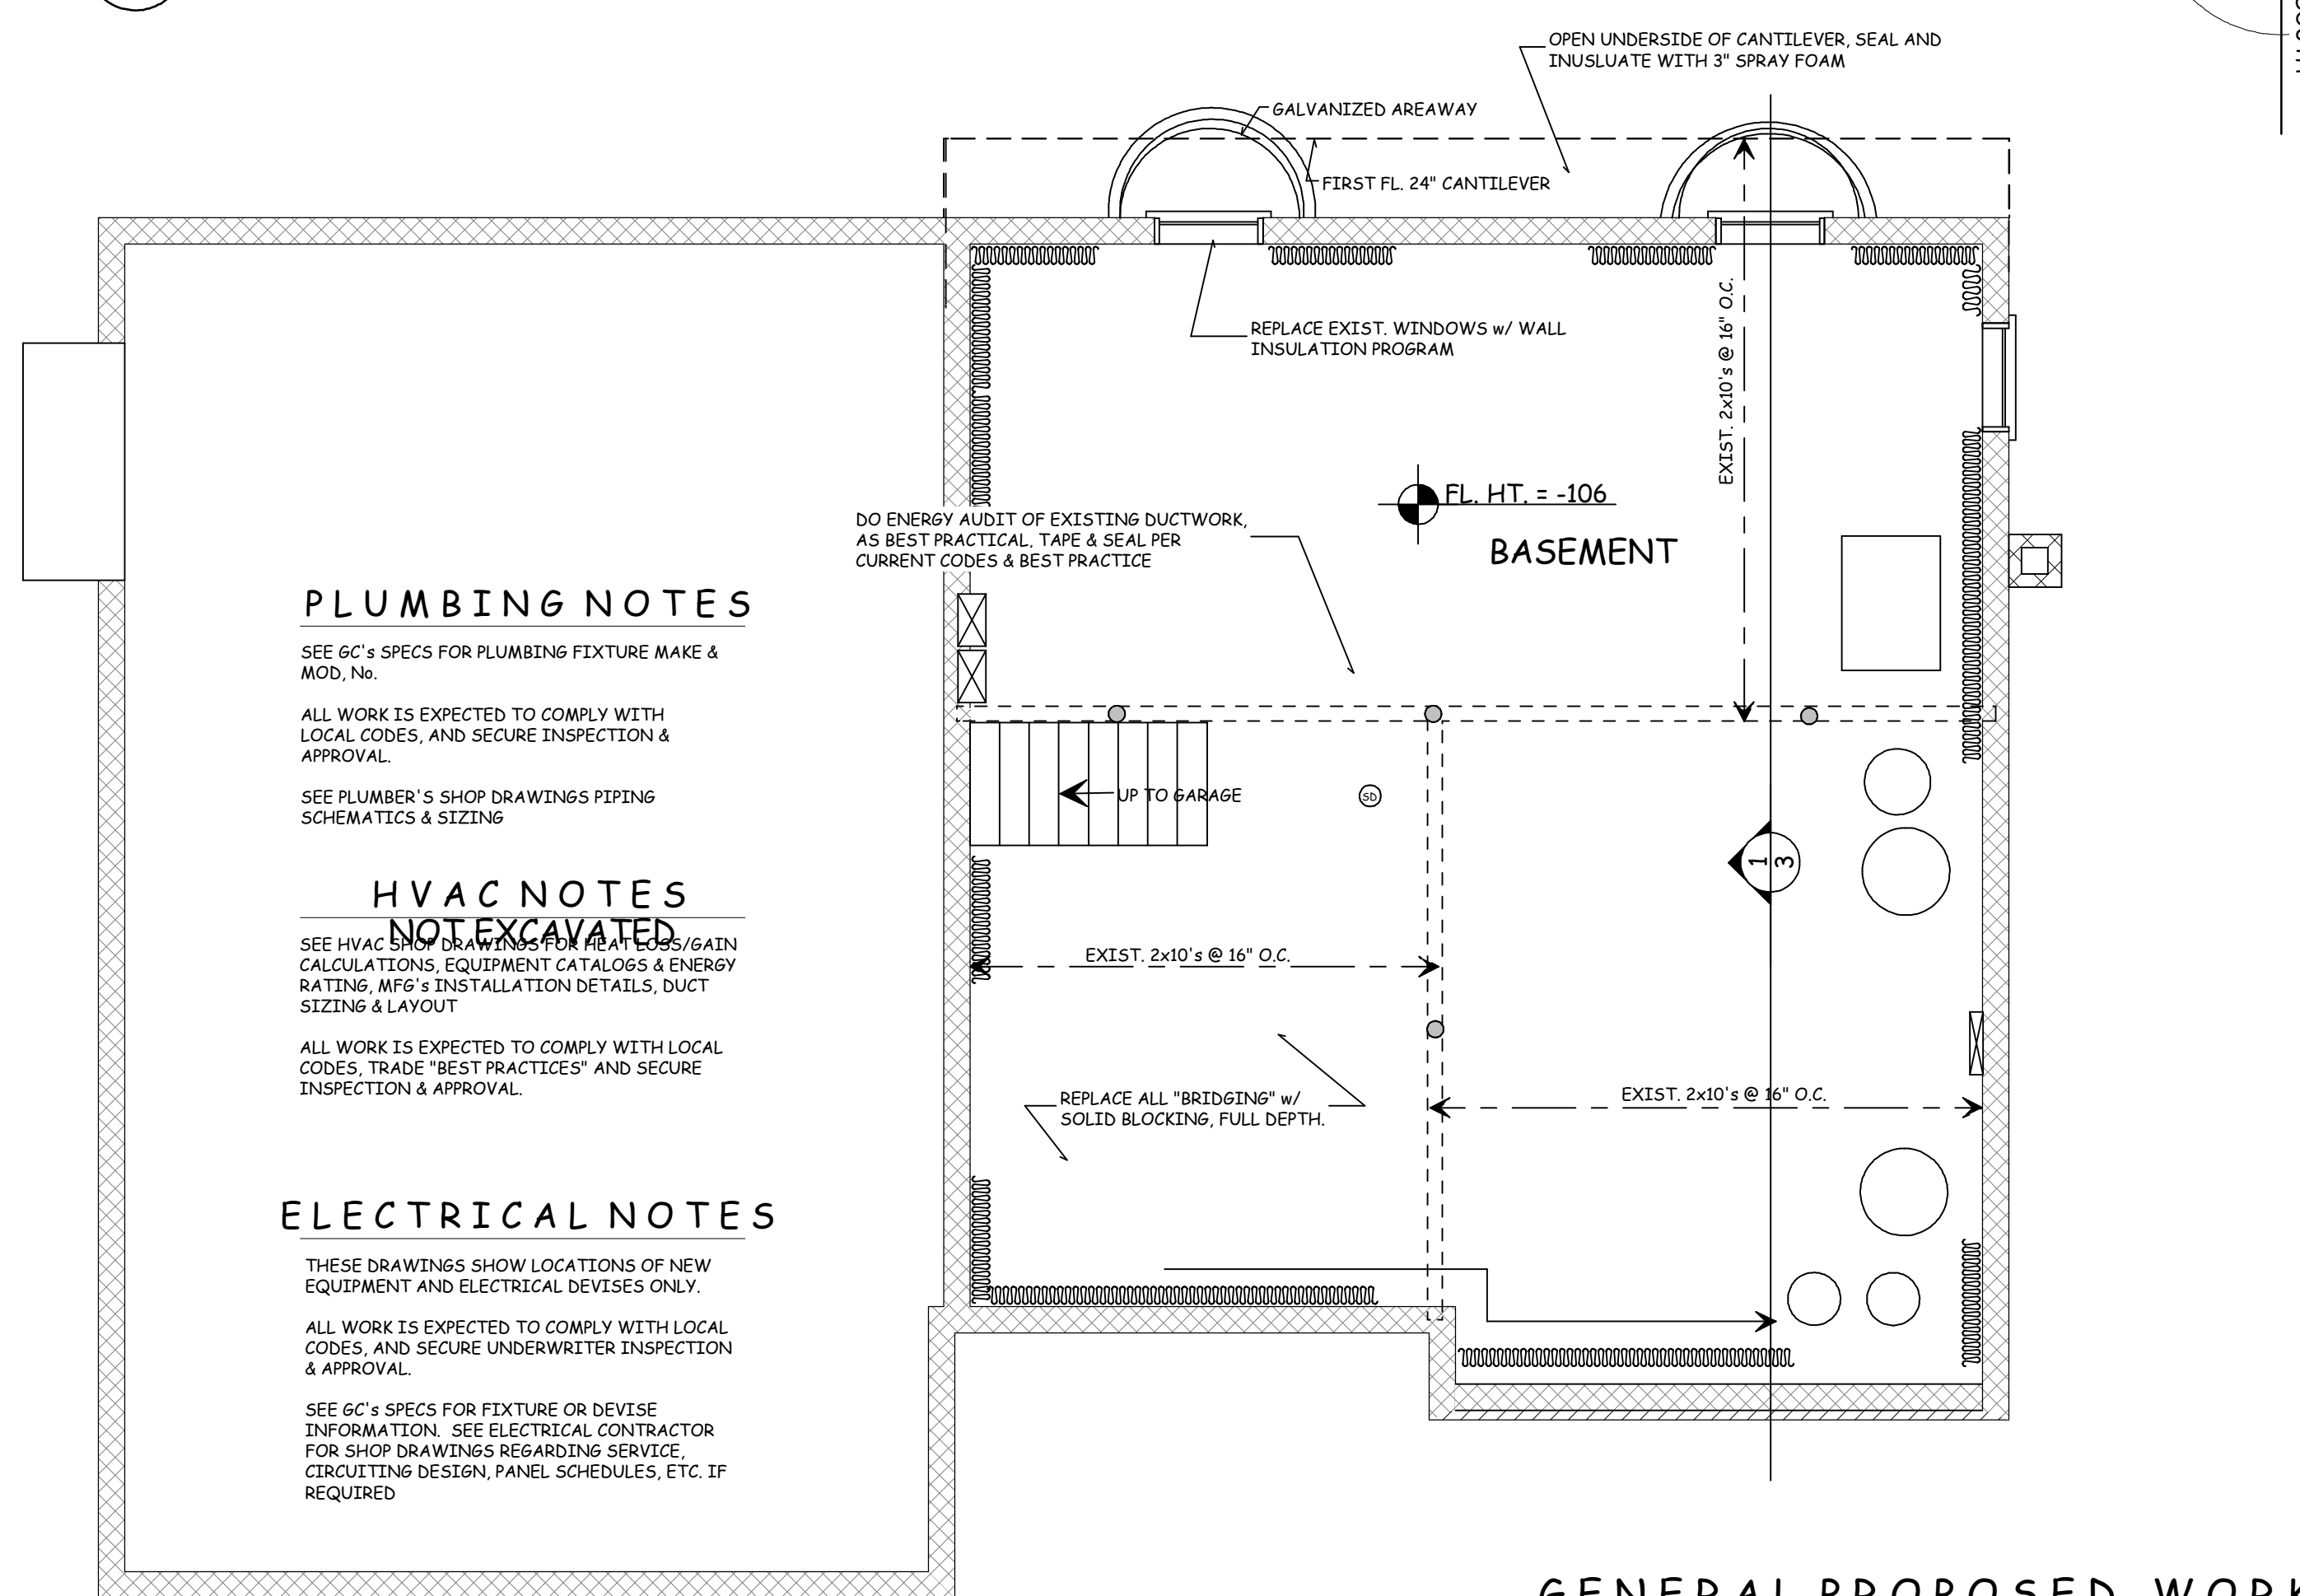 OPEN UNDERSIDE OF CANTILEVER, SEAL AND
INUSLUATE WITH 3" SPRAY FOAM
GALVANIZED AREAWAY
FIRST FL. 24" CANTILEVER
REPLACE EXIST. WINDOWS w/ WALL
INSULATION PROGRAM
EXIST. 2x10's @ 16" O.C.
FL. HT. = -106
BASEMENT
DO ENERGY AUDIT OF EXISTING DUCTWORK,
AS BEST PRACTICAL, TAPE & SEAL PER
CURRENT CODES & BEST PRACTICE
UP TO GARAGE
SD
1
3
EXIST. 2x10's @ 16" O.C.
REPLACE ALL "BRIDGING" w/
SOLID BLOCKING, FULL DEPTH.
EXIST. 2x10's @ 16" O.C.
PLUMBING NOTES
SEE GC's SPECS FOR PLUMBING FIXTURE MAKE &
MOD, No.
ALL WORK IS EXPECTED TO COMPLY WITH
LOCAL CODES, AND SECURE INSPECTION &
APPROVAL.
SEE PLUMBER'S SHOP DRAWINGS PIPING
SCHEMATICS & SIZING
HVAC NOTES
NOT EXCAVATED
SEE HVAC SHOP DRAWINGS FOR HEAT LOSS/GAIN
CALCULATIONS, EQUIPMENT CATALOGS & ENERGY
RATING, MFG's INSTALLATION DETAILS, DUCT
SIZING & LAYOUT
ALL WORK IS EXPECTED TO COMPLY WITH LOCAL
CODES, TRADE "BEST PRACTICES" AND SECURE
INSPECTION & APPROVAL.
ELECTRICAL NOTES
THESE DRAWINGS SHOW LOCATIONS OF NEW
EQUIPMENT AND ELECTRICAL DEVISES ONLY.
ALL WORK IS EXPECTED TO COMPLY WITH LOCAL
CODES, AND SECURE UNDERWRITER INSPECTION
& APPROVAL.
SEE GC's SPECS FOR FIXTURE OR DEVISE
INFORMATION. SEE ELECTRICAL CONTRACTOR
FOR SHOP DRAWINGS REGARDING SERVICE,
CIRCUITING DESIGN, PANEL SCHEDULES, ETC. IF
REQUIRED
GENERAL PROPOSED WORK